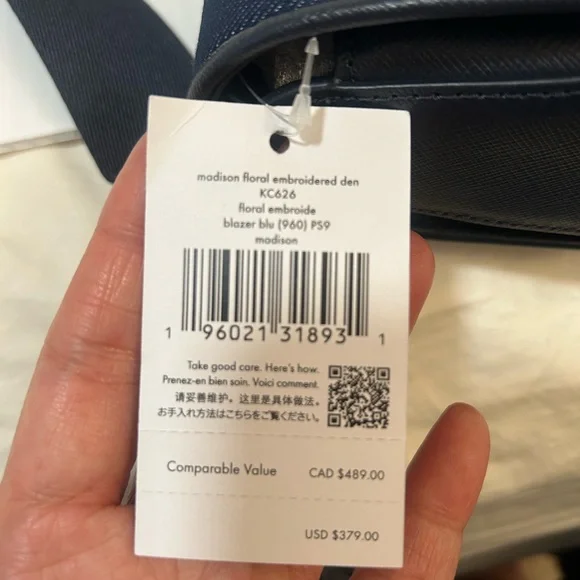 madison floral embroidered den
KC626
floral embroide
blazer blu (960) PS9
madison
1 96021 31893 1
Take good care. Here's how.
Prenez-en bien soin. Voici comment.
请妥善维护。这里是具体做法。
お手入れ方法はこちらをご覧ください。
Comparable Value CAD $489.00
USD $379.00